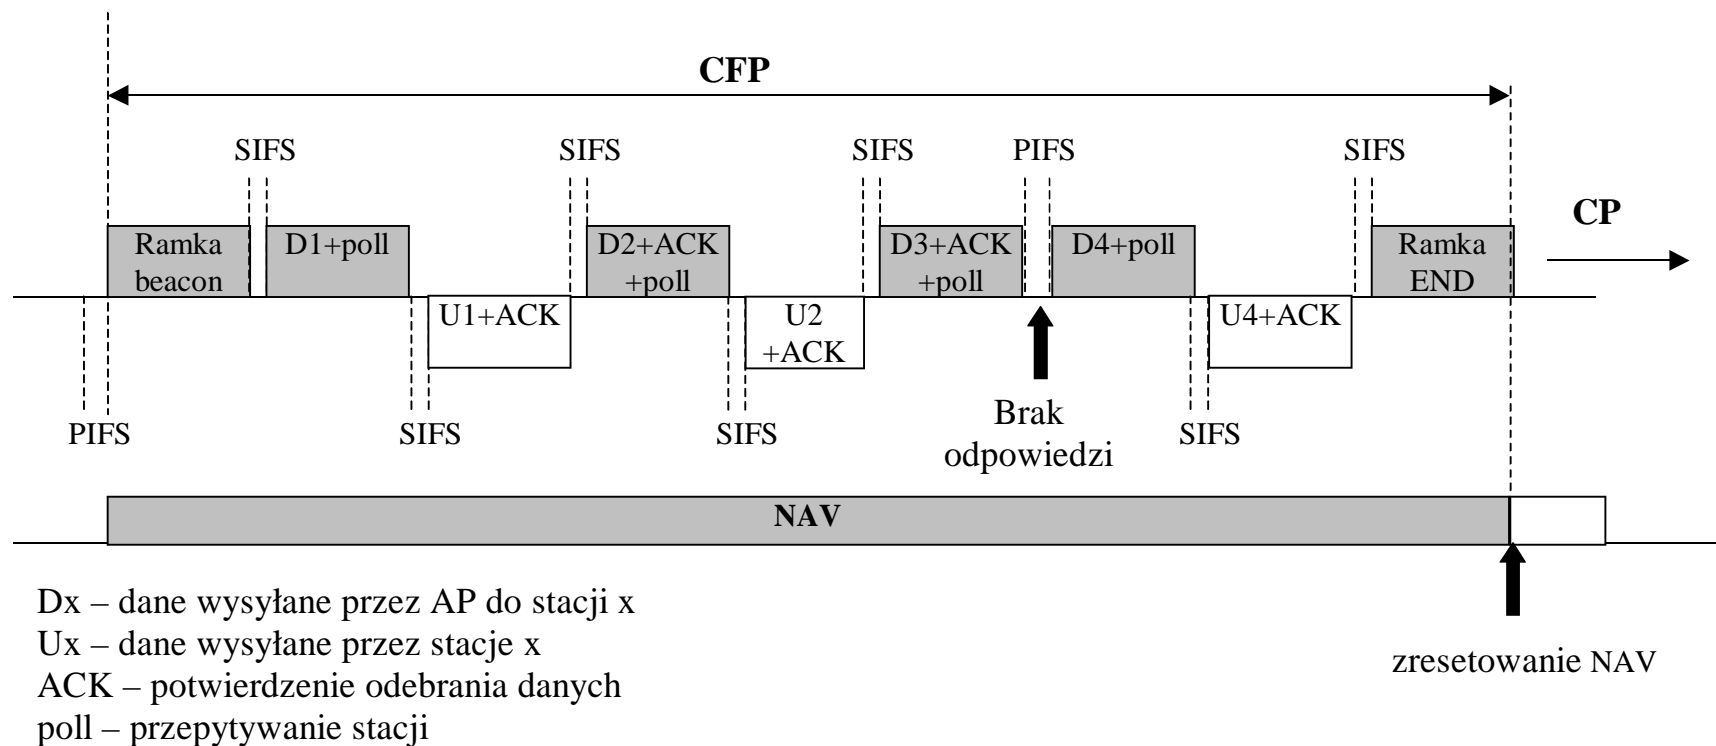 CFP
SIFS SIFS SIFS PIFS SIFS
CP
Ramka
beacon
D1+poll
D2+ACK
+poll
D3+ACK
+poll
D4+poll
Ramka
END
U1+ACK
U2
+ACK
U4+ACK
PIFS SIFS SIFS SIFS
Brak
odpowiedzi
NAV
Dx – dane wysyłane przez AP do stacji x
Ux – dane wysyłane przez stacje x
ACK – potwierdzenie odebrania danych
poll – przepytywanie stacji
zresetowanie NAV